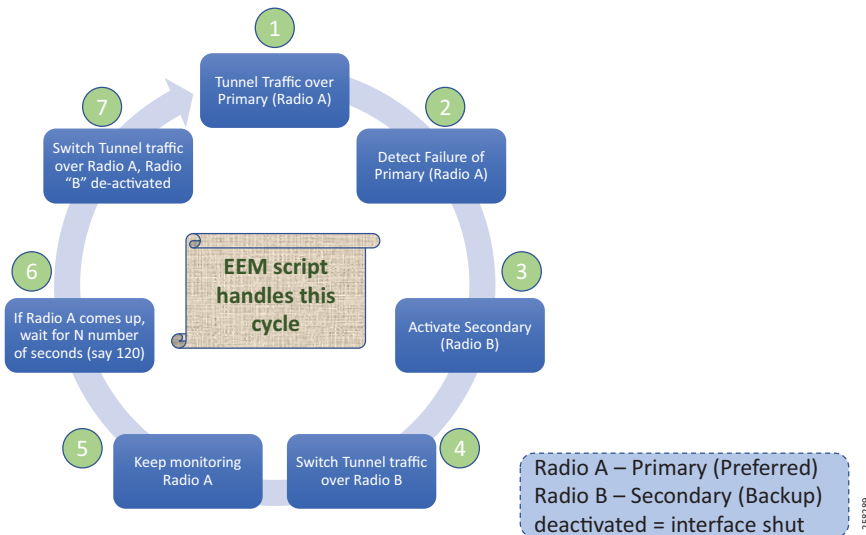 1
Tunnel Traffic over
Primary (Radio A)
2
Detect Failure of
Primary (Radio A)
3
Activate Secondary
(Radio B)
4
Switch Tunnel traffic
over Radio B
5
Keep monitoring
Radio A
6
If Radio A comes up,
wait for N number
of seconds (say 120)
7
Switch Tunnel traffic
over Radio A, Radio
“B” de-activated
EEM script
handles this
cycle
Radio A – Primary (Preferred)
Radio B – Secondary (Backup)
deactivated = interface shut
258289